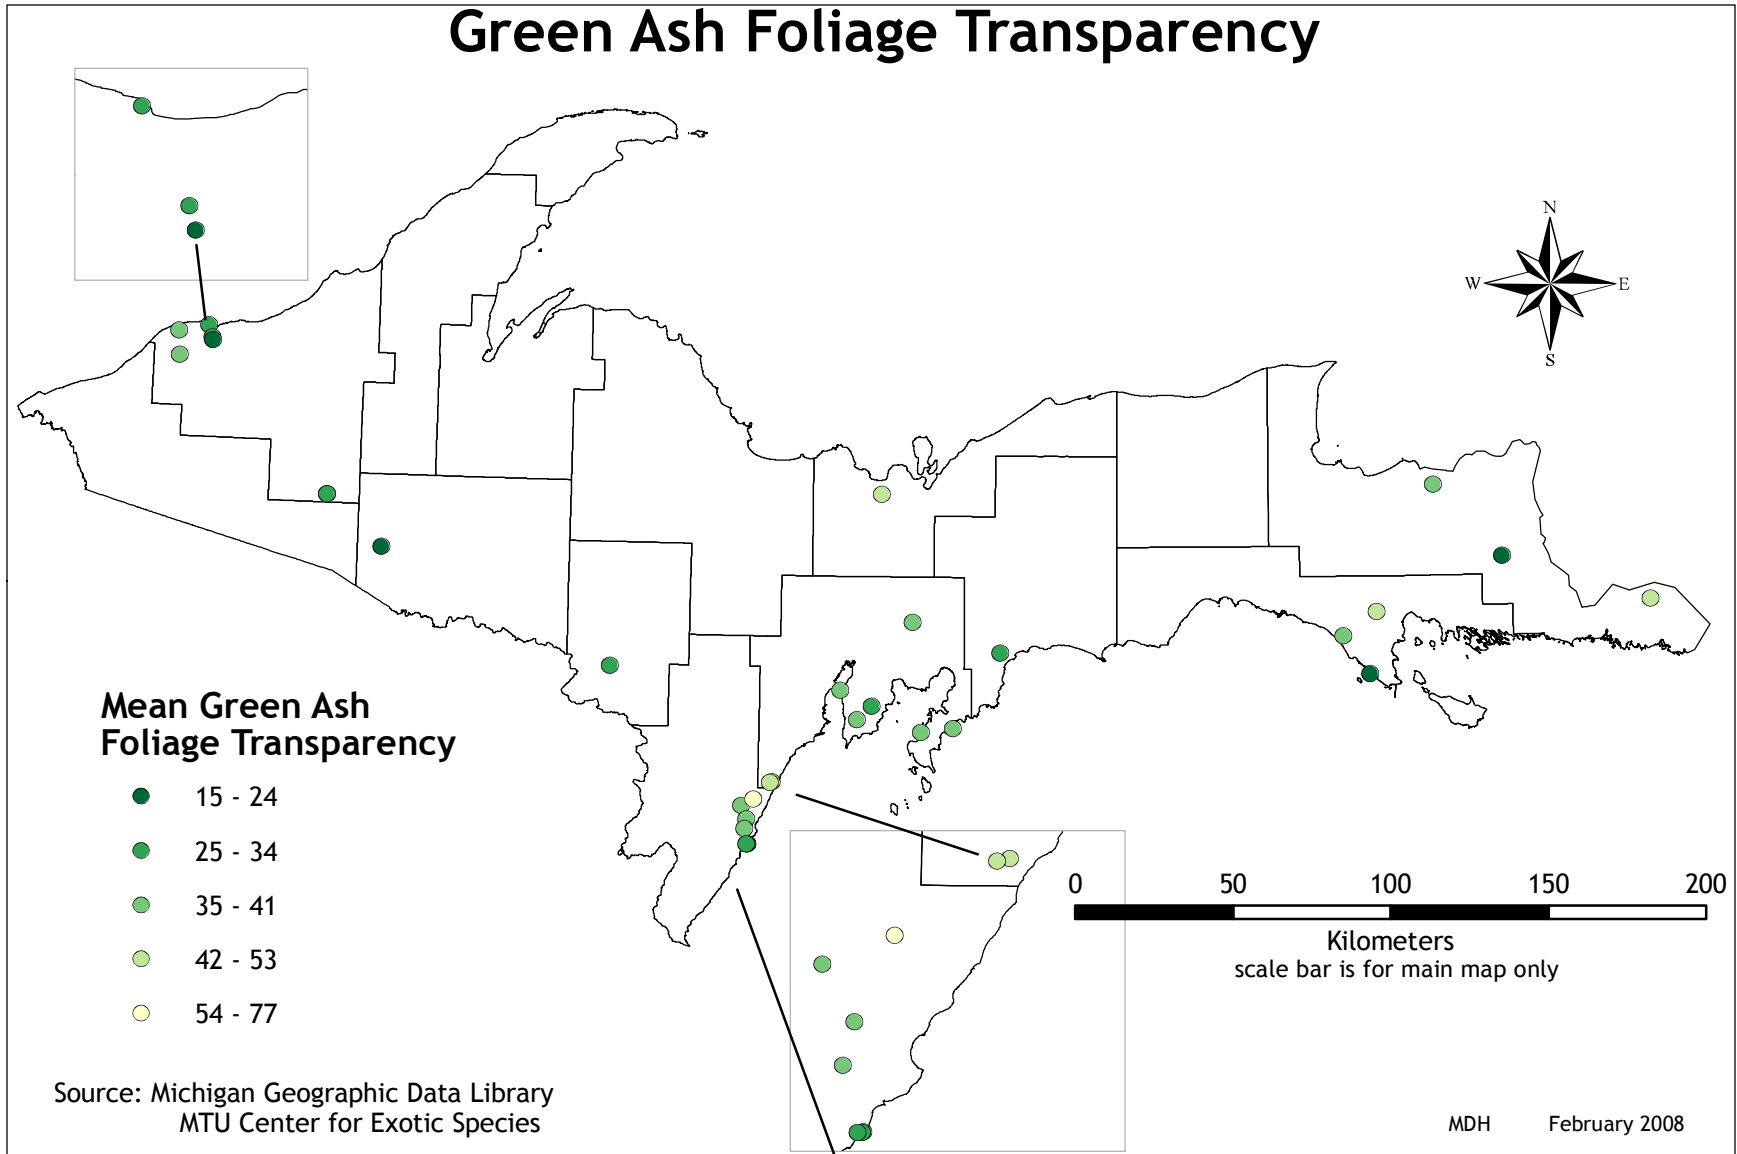 Green Ash Foliage Transparency
N
W
E
S
Mean Green Ash
Foliage Transparency
15 - 24
25 - 34
35 - 41
42 - 53
54 - 77
0 50 100 150 200
Kilometers
scale bar is for main map only
Source: Michigan Geographic Data Library
MTU Center for Exotic Species
MDH February 2008